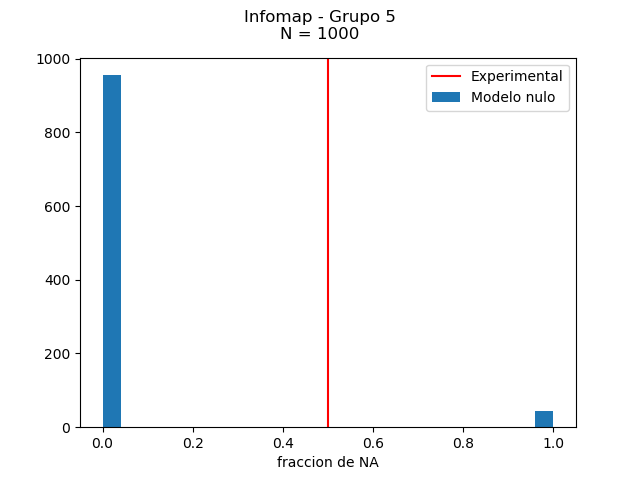 Infomap - Grupo 5
N = 1000
Experimental
Modelo nulo
1000
800
600
400
200
0
0.0 0.2 0.4 0.6 0.8 1.0
fraccion de NA